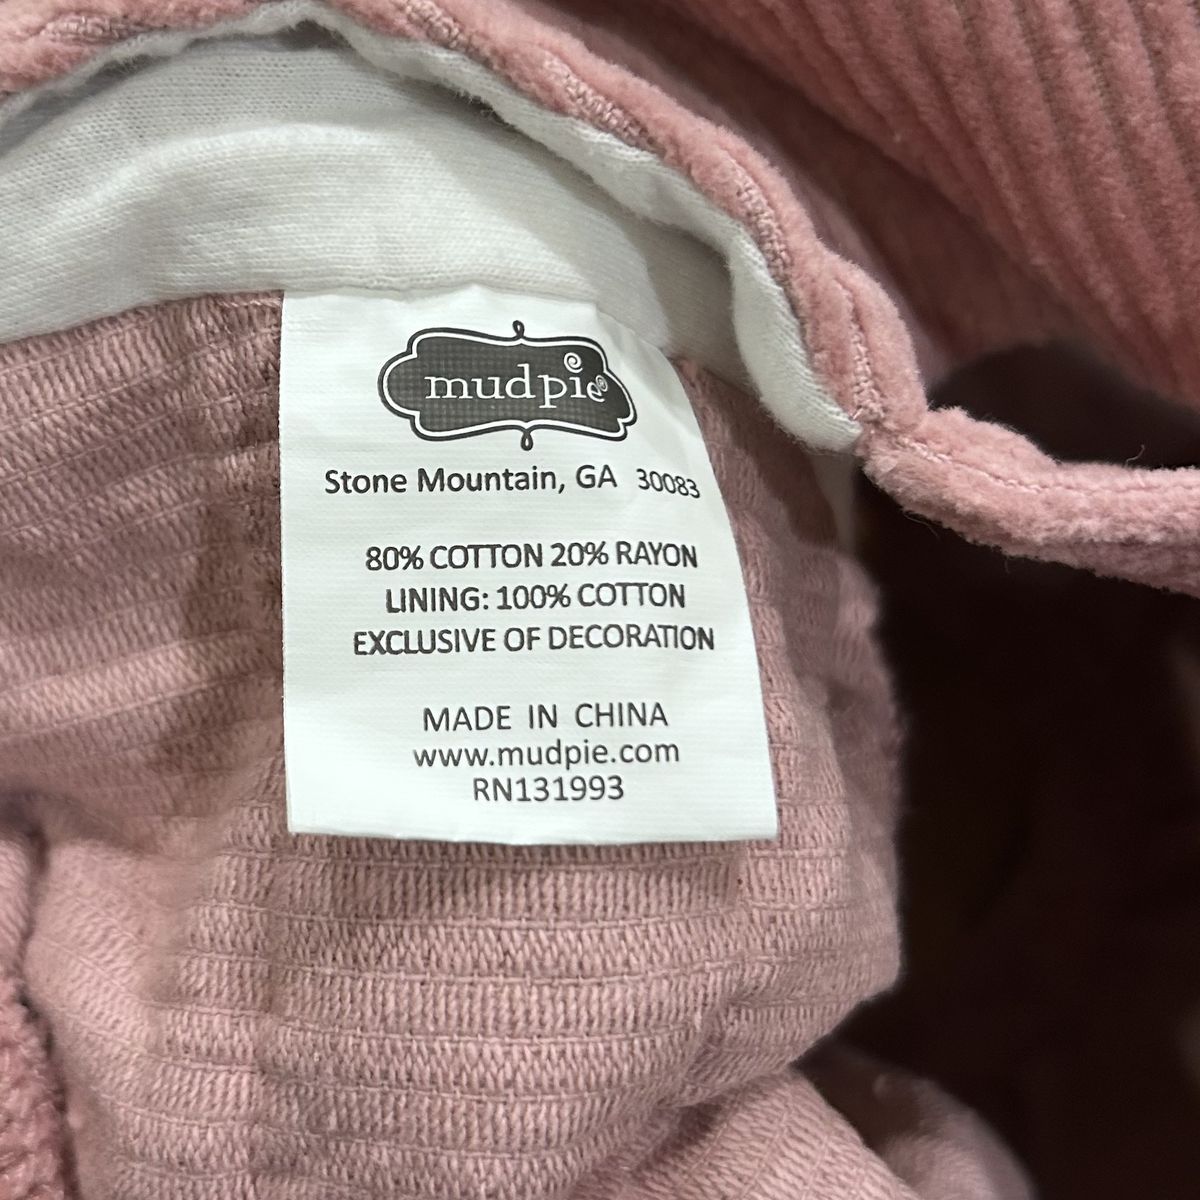 mudpie
Stone Mountain, GA 30083
80% COTTON 20% RAYON
LINING: 100% COTTON
EXCLUSIVE OF DECORATION
MADE IN CHINA
www.mudpie.com
RN131993